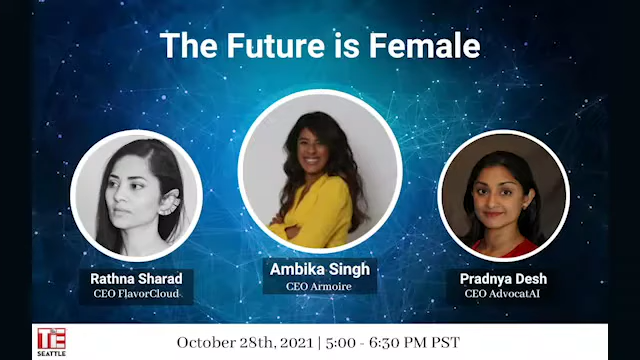 The Future is Female
Rathna Sharad
CEO FlavorCloud
Ambika Singh
CEO Armoire
Pradnya Desh
CEO AdvocatAI
TiE
SEATTLE
October 28th, 2021 | 5:00 - 6:30 PM PST